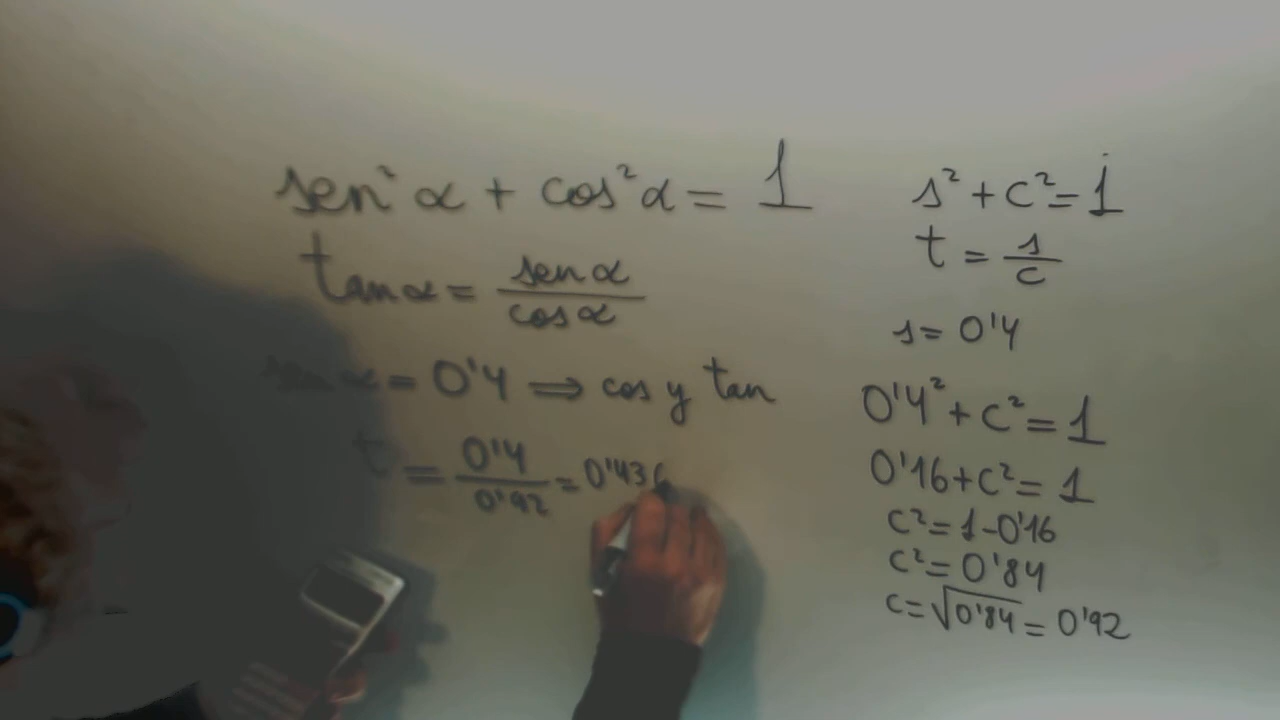 sen² α + cos² α = 1
tan α = sen α / cos α
α = 0'4 ⇒ cos y tan
t = 0'4 / 0'92 = 0'436
s² + c² = 1
t = s / c
s = 0'4
0'4² + c² = 1
0'16 + c² = 1
c² = 1 - 0'16
c² = 0'84
c = √0'84 = 0'92